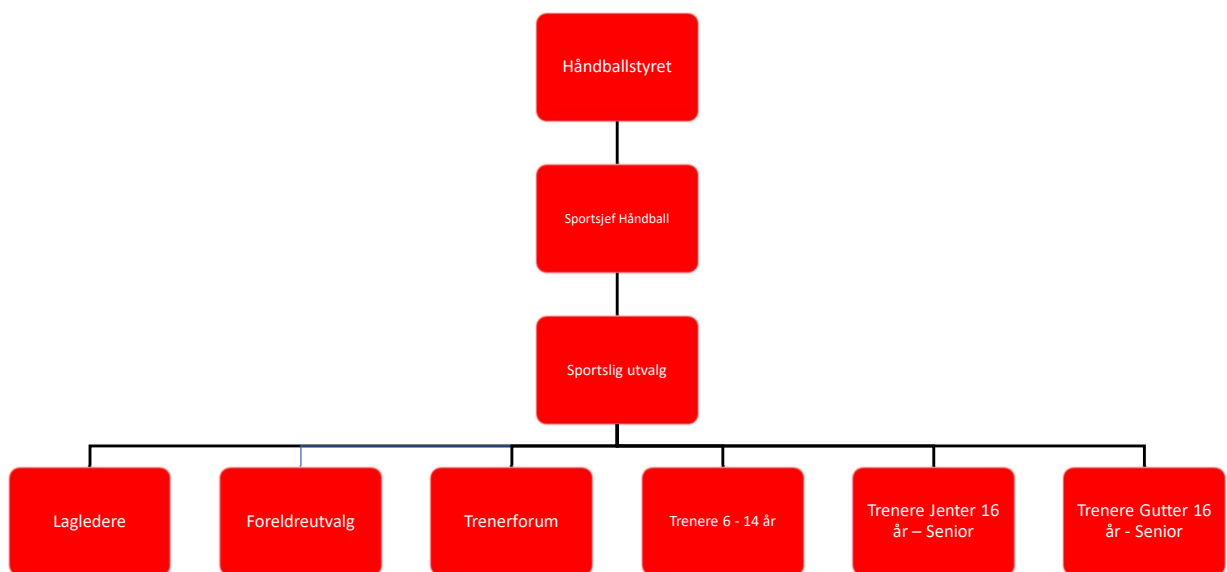 Håndballstyret
Sportsjef Håndball
Sportslig utvalg
Lagledere
Foreldreutvalg
Trenerforum
Trenere 6 - 14 år
Trenere Jenter 16
år – Senior
Trenere Gutter 16
år - Senior